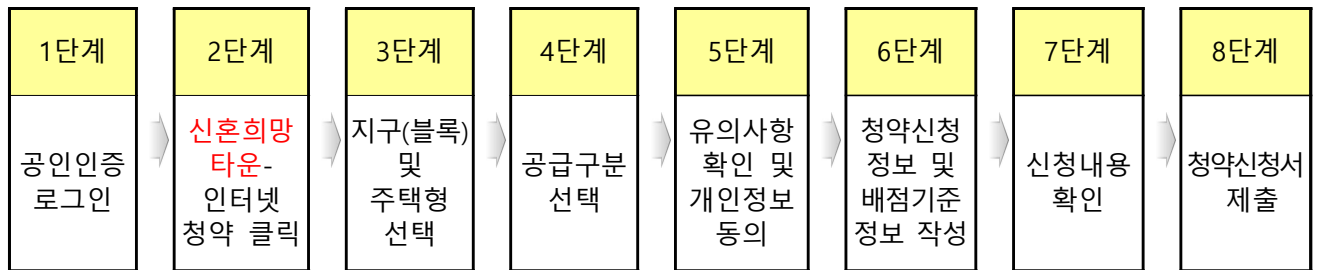 1단계
공인인증
로그인
2단계
신혼희망
타운-
인터넷
청약 클릭
3단계
지구(블록)
및
주택형
선택
4단계
공급구분
선택
5단계
유의사항
확인 및
개인정보
동의
6단계
청약신청
정보 및
배점기준
정보 작성
7단계
신청내용
확인
8단계
청약신청서
제출